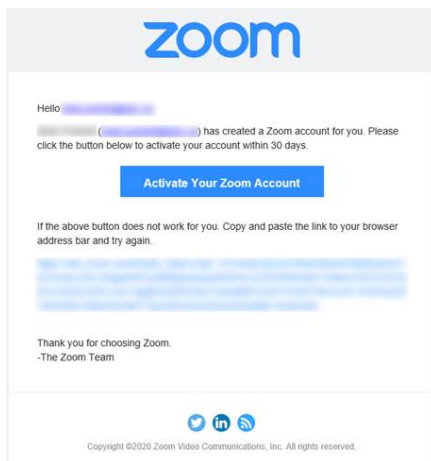 zoom
Hello
( ) has created a Zoom account for you. Please
click the button below to activate your account within 30 days.
Activate Your Zoom Account
If the above button does not work for you. Copy and paste the link to your browser
address bar and try again.
Thank you for choosing Zoom.
-The Zoom Team
Copyright ©2020 Zoom Video Communications, Inc. All rights reserved.